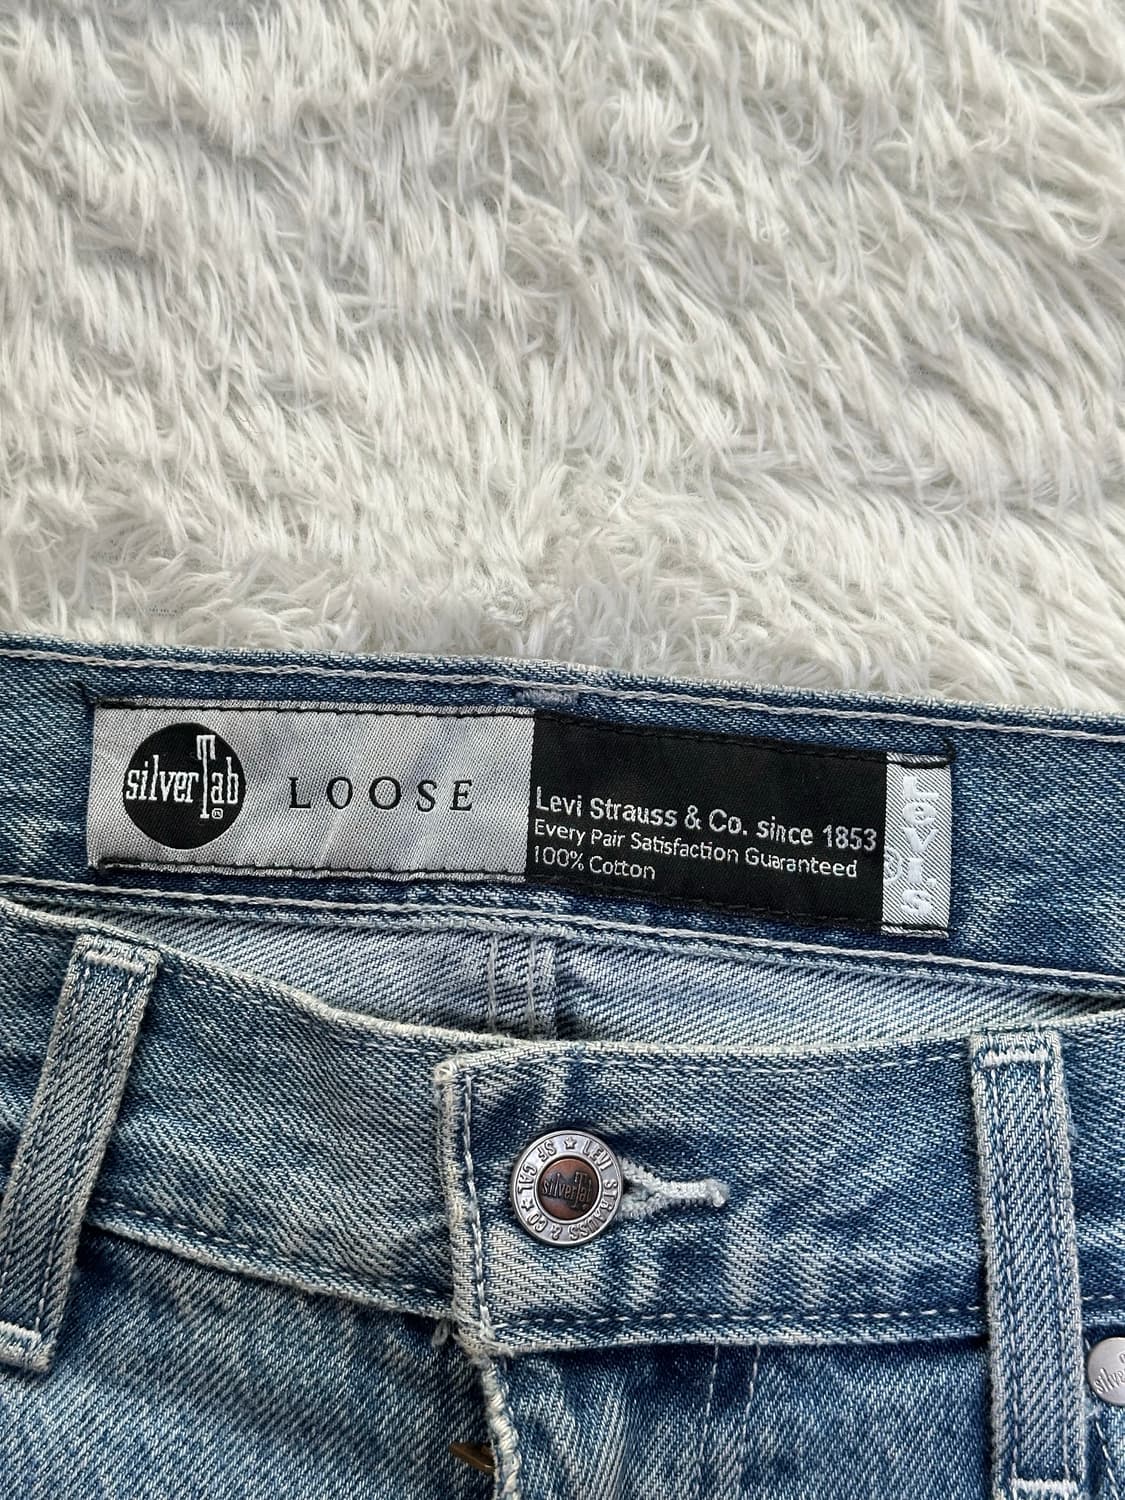 silverTab
LOOSE
Levi Strauss & Co. since 1853
Every Pair Satisfaction Guaranteed
100% Cotton
LEVI'S
LEVI STRAUSS & CO
SF CAL
silverTab
silve